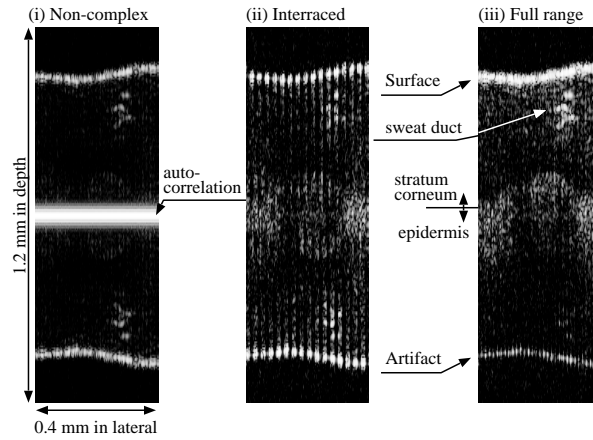 (i) Non-complex
(ii) Interraced
(iii) Full range
Surface
sweat duct
auto-
correlation
stratum
corneum
epidermis
Artifact
1.2 mm in depth
0.4 mm in lateral